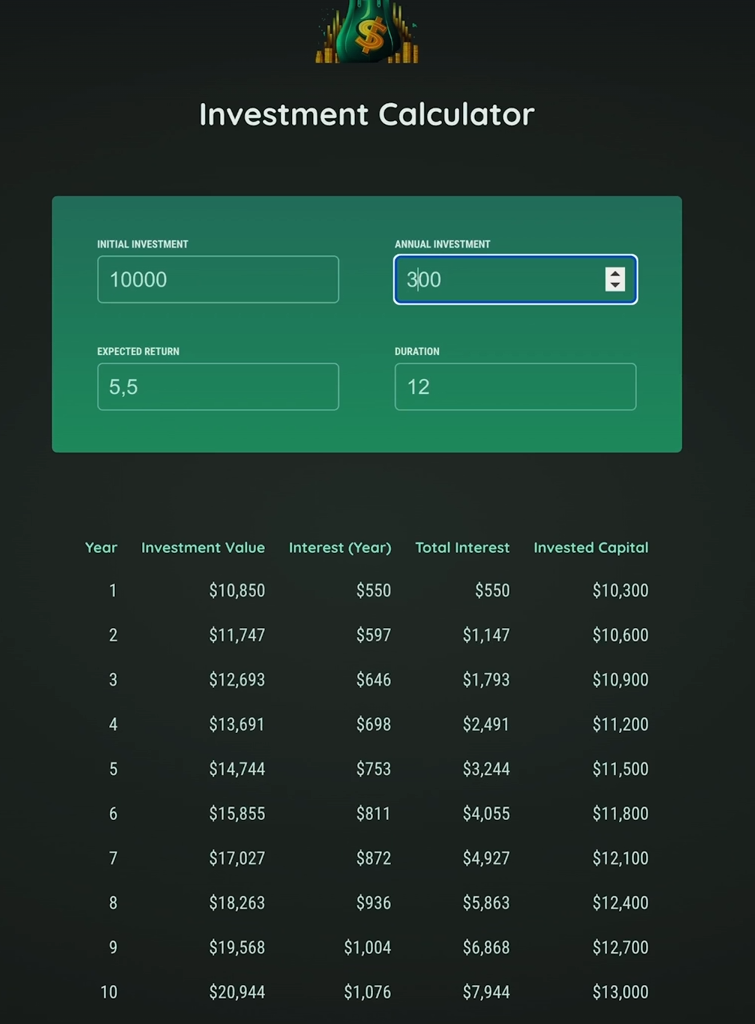 $
Investment Calculator
INITIAL INVESTMENT ANNUAL INVESTMENT
10000 300
EXPECTED RETURN DURATION
5,5 12
Year Investment Value Interest (Year) Total Interest Invested Capital
1 $10,850 $550 $550 $10,300
2 $11,747 $597 $1,147 $10,600
3 $12,693 $646 $1,793 $10,900
4 $13,691 $698 $2,491 $11,200
5 $14,744 $753 $3,244 $11,500
6 $15,855 $811 $4,055 $11,800
7 $17,027 $872 $4,927 $12,100
8 $18,263 $936 $5,863 $12,400
9 $19,568 $1,004 $6,868 $12,700
10 $20,944 $1,076 $7,944 $13,000